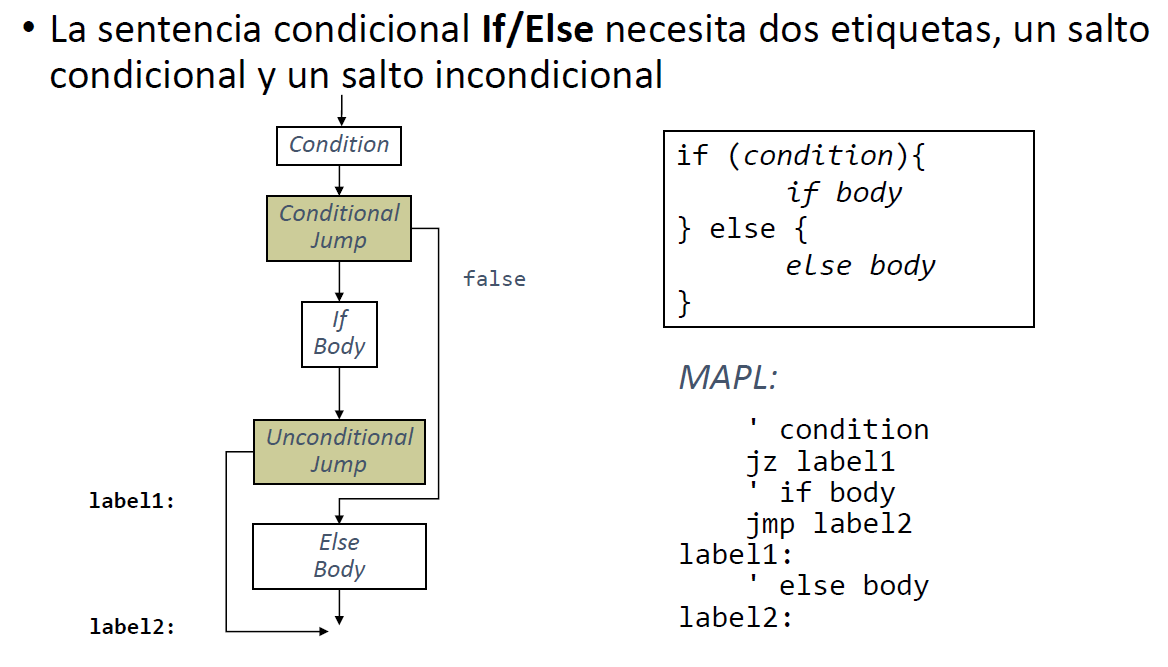 • La sentencia condicional If/Else necesita dos etiquetas, un salto
condicional y un salto incondicional
Condition
Conditional
Jump
false
If
Body
Unconditional
Jump
label1:
Else
Body
label2:
if (condition){
if body
} else {
else body
}
MAPL:
' condition
jz label1
' if body
jmp label2
label1:
' else body
label2: